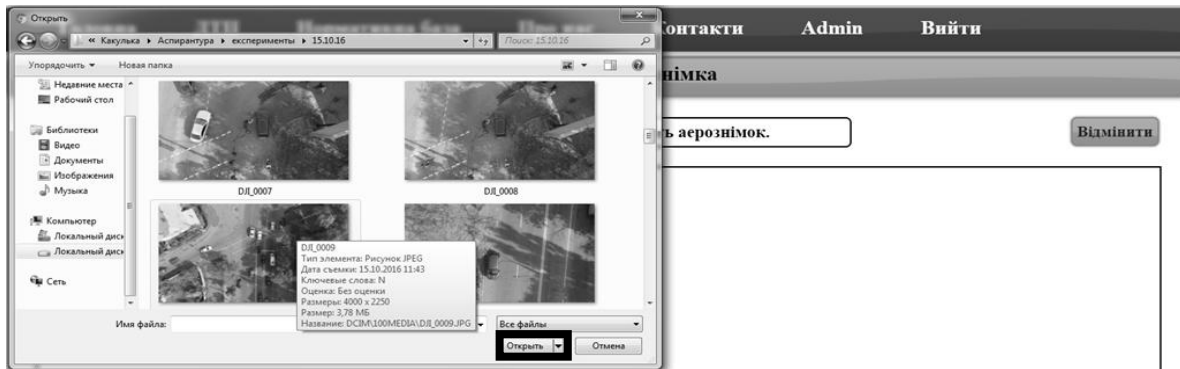 Открыть
Контакти Admin Вийти
« Какулька ▸ Аспирантура ▸ експерименты ▸ 15.10.16
Поиск: 15.10.16
Упорядочить Новая папка
німка
Недавние места
Рабочий стол
Библиотеки
Видео
Документы
Изображения
Музыка
Компьютер
Локальный диск
Локальный диск
Сеть
DJI_0007 DJI_0008
ь аерознімок.
Відмінити
DJI_0009
Тип элемента: Рисунок JPEG
Дата съемки: 15.10.2016 11:43
Ключевые слова: N
Оценка: Без оценки
Размеры: 4000 x 2250
Размер: 3,78 МБ
Название: DCIM\100MEDIA\DJI_0009.JPG
Имя файла:
Все файлы
Открыть Отмена